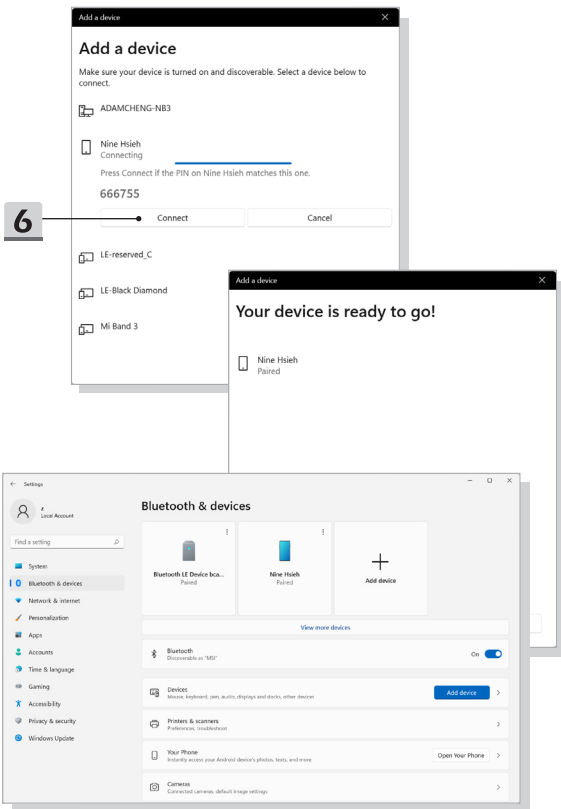 Add a device
Add a device
Make sure your device is turned on and discoverable. Select a device below to
connect.
ADAMCHENG-NB3
Nine Hsieh
Connecting
Press Connect if the PIN on Nine Hsieh matches this one.
666755
6
Connect
Cancel
LE-reserved_C
LE-Black Diamond
Mi Band 3
Add a device
Your device is ready to go!
Nine Hsieh
Paired
Settings
z
Local Account
Find a setting
System
Bluetooth & devices
Network & internet
Personalization
Apps
Accounts
Time & language
Gaming
Accessibility
Privacy & security
Windows Update
Bluetooth & devices
Bluetooth LE Device bca...
Paired
Nine Hsieh
Paired
Add device
View more devices
Bluetooth
Discoverable as "MSI"
On
Devices
Mouse, keyboard, pen, audio, displays and docks, other devices
Add device
Printers & scanners
Preferences, troubleshoot
Your Phone
Instantly access your Android device's photos, texts, and more
Open Your Phone
Cameras
Connected cameras, default image settings